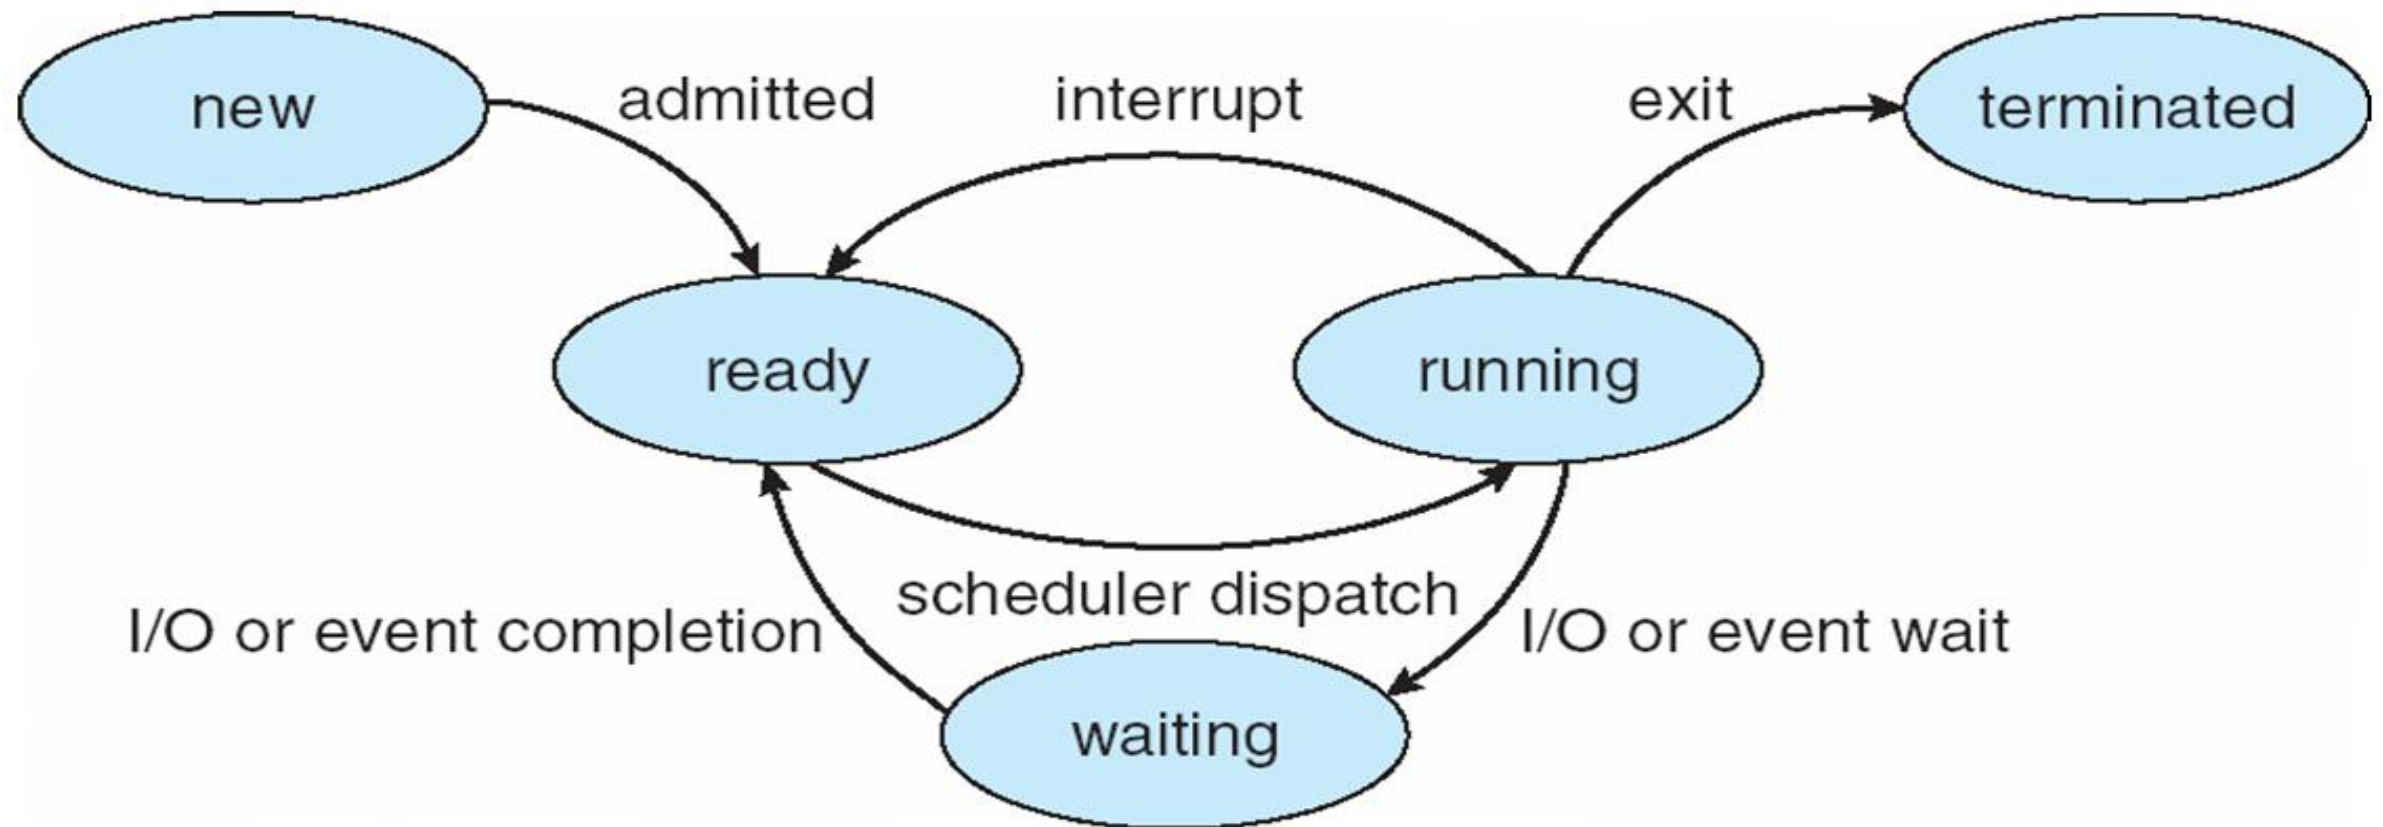 new
admitted
interrupt
exit
terminated
ready
running
scheduler dispatch
I/O or event completion
I/O or event wait
waiting